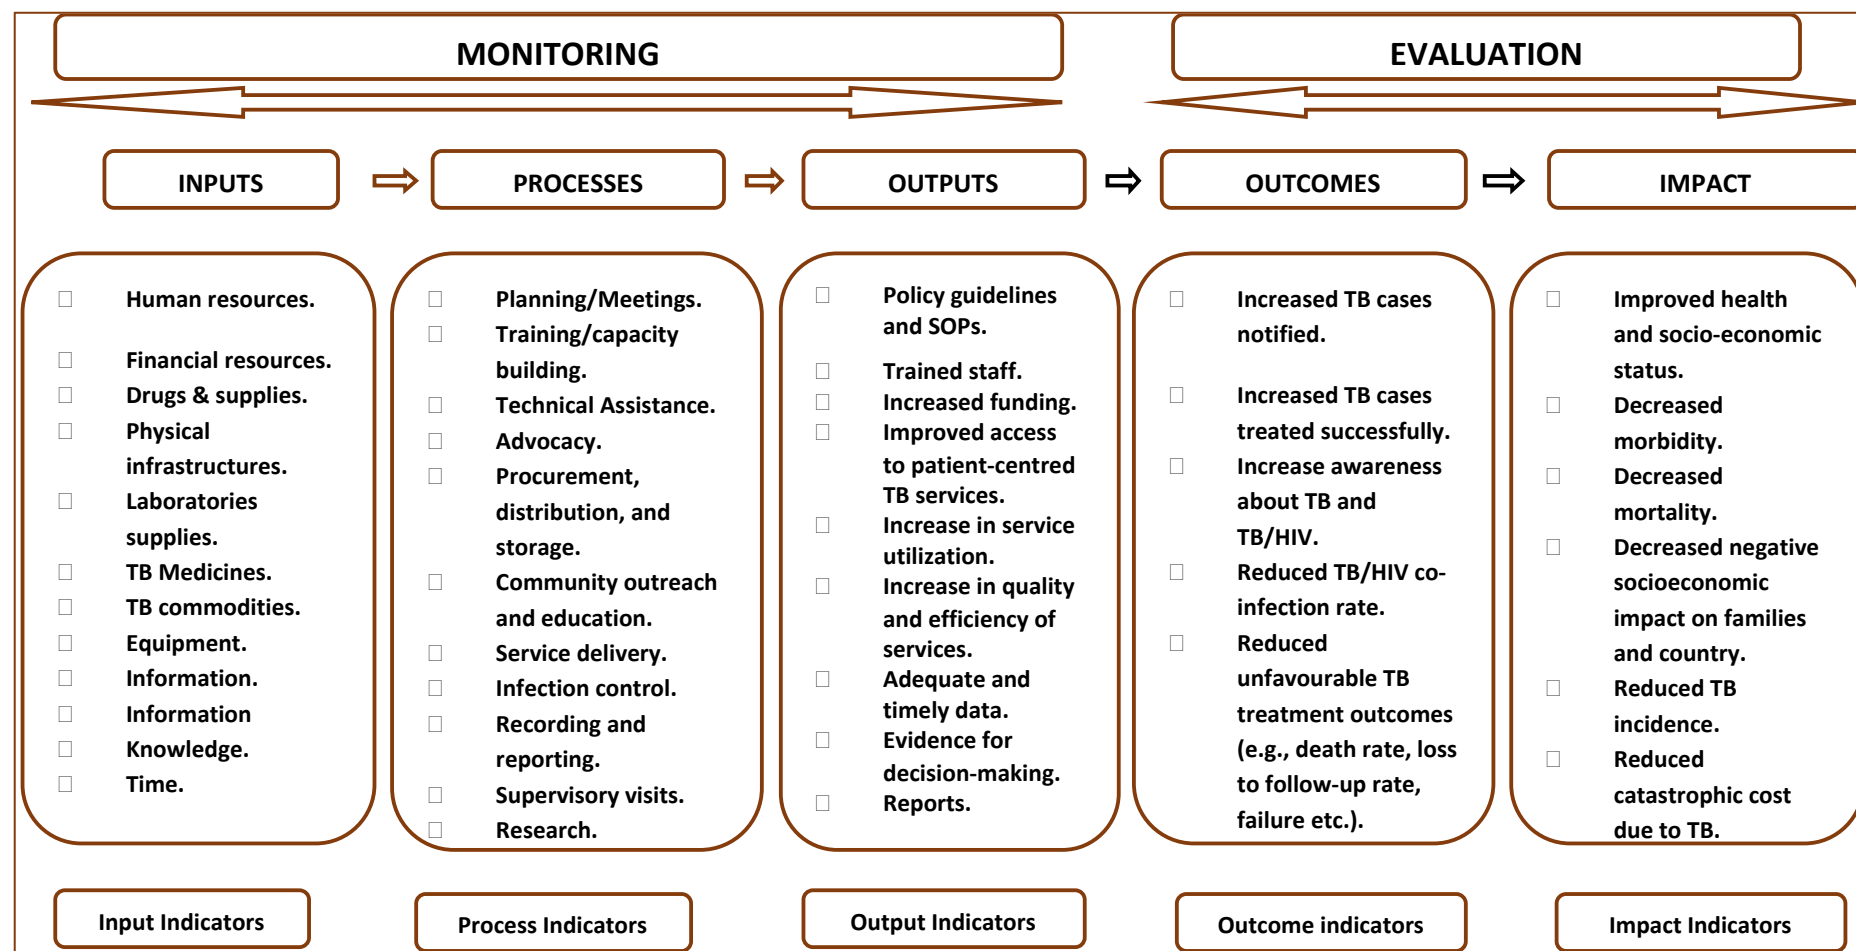 MONITORING
EVALUATION
INPUTS
PROCESSES
OUTPUTS
OUTCOMES
IMPACT
Human resources.
Financial resources.
Drugs & supplies.
Physical
infrastructures.
Laboratories
supplies.
TB Medicines.
TB commodities.
Equipment.
Information.
Information
Knowledge.
Time.
Planning/Meetings.
Training/capacity
building.
Technical Assistance.
Advocacy.
Procurement,
distribution, and
storage.
Community outreach
and education.
Service delivery.
Infection control.
Recording and
reporting.
Supervisory visits.
Research.
Policy guidelines
and SOPs.
Trained staff.
Increased funding.
Improved access
to patient-centred
TB services.
Increase in service
utilization.
Increase in quality
and efficiency of
services.
Adequate and
timely data.
Evidence for
decision-making.
Reports.
Increased TB cases
notified.
Increased TB cases
treated successfully.
Increase awareness
about TB and
TB/HIV.
Reduced TB/HIV co-
infection rate.
Reduced
unfavourable TB
treatment outcomes
(e.g., death rate, loss
to follow-up rate,
failure etc.).
Improved health
and socio-economic
status.
Decreased
morbidity.
Decreased
mortality.
Decreased negative
socioeconomic
impact on families
and country.
Reduced TB
incidence.
Reduced
catastrophic cost
due to TB.
Input Indicators
Process Indicators
Output Indicators
Outcome indicators
Impact Indicators